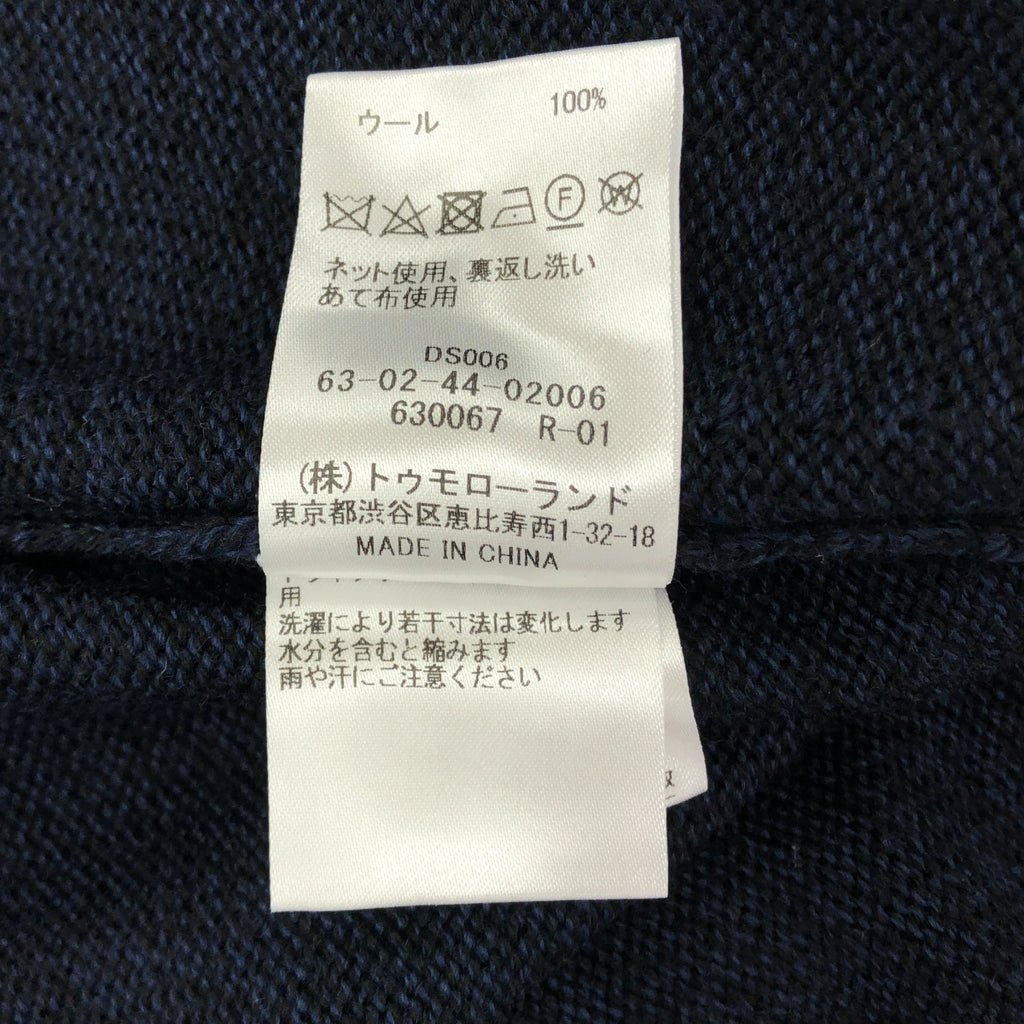 ウール 100%
F W
ネット使用、裏返し洗い
あて布使用
DS006
63-02-44-02006
630067 R-01
(株)トゥモローランド
東京都渋谷区恵比寿西1-32-18
MADE IN CHINA
用
洗濯により若干寸法は変化します
水分を含むと縮みます
雨や汗にご注意ください